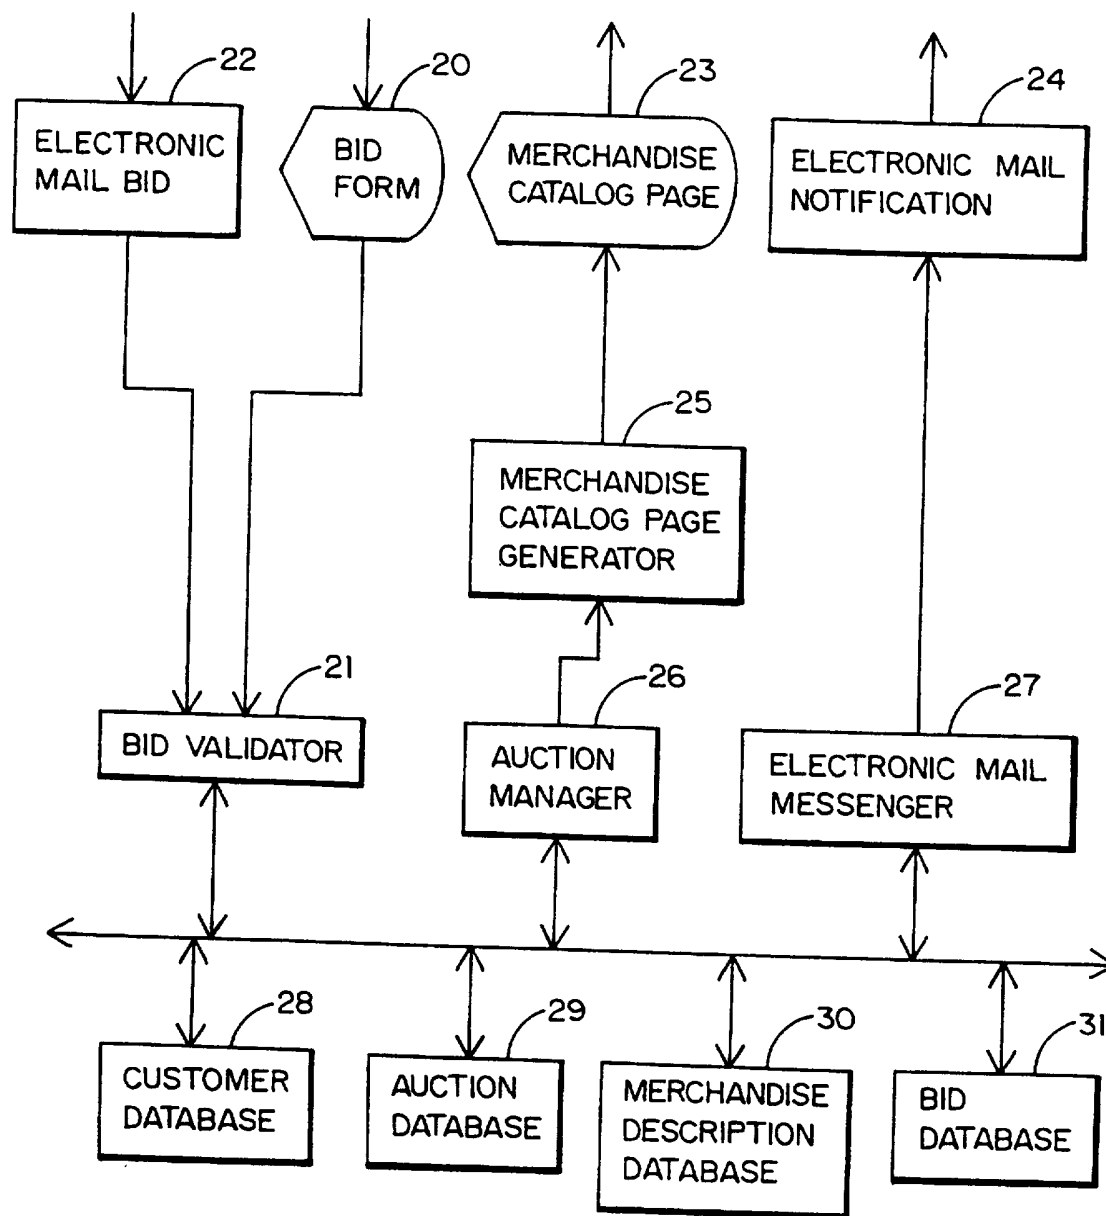 22
ELECTRONIC
MAIL BID
20
BID
FORM
23
MERCHANDISE
CATALOG PAGE
24
ELECTRONIC MAIL
NOTIFICATION
25
MERCHANDISE
CATALOG PAGE
GENERATOR
21
BID VALIDATOR
26
AUCTION
MANAGER
27
ELECTRONIC MAIL
MESSENGER
28
CUSTOMER
DATABASE
29
AUCTION
DATABASE
30
MERCHANDISE
DESCRIPTION
DATABASE
31
BID
DATABASE